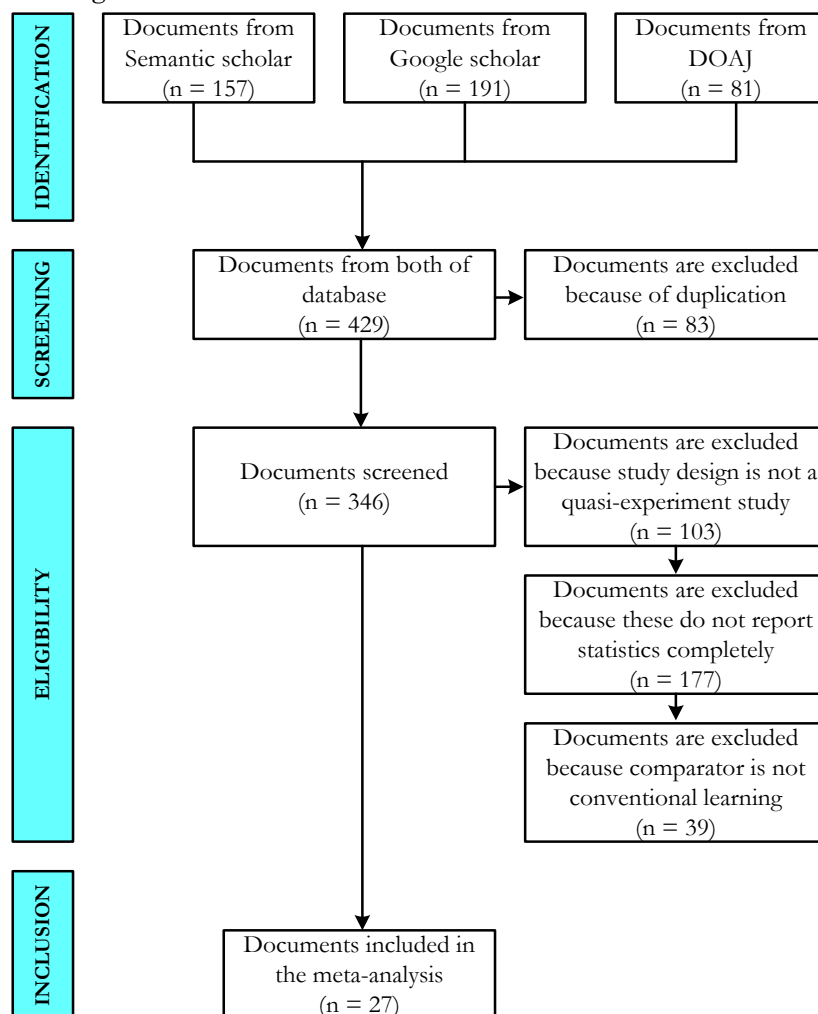 IDENTIFICATION
Documents from
Semantic scholar
(n = 157)
Documents from
Google scholar
(n = 191)
Documents from
DOAJ
(n = 81)
SCREENING
Documents from both of
database
(n = 429)
Documents are excluded
because of duplication
(n = 83)
ELIGIBILITY
Documents screened
(n = 346)
Documents are excluded
because study design is not a
quasi-experiment study
(n = 103)
Documents are excluded
because these do not report
statistics completely
(n = 177)
Documents are excluded
because comparator is not
conventional learning
(n = 39)
INCLUSION
Documents included in
the meta-analysis
(n = 27)